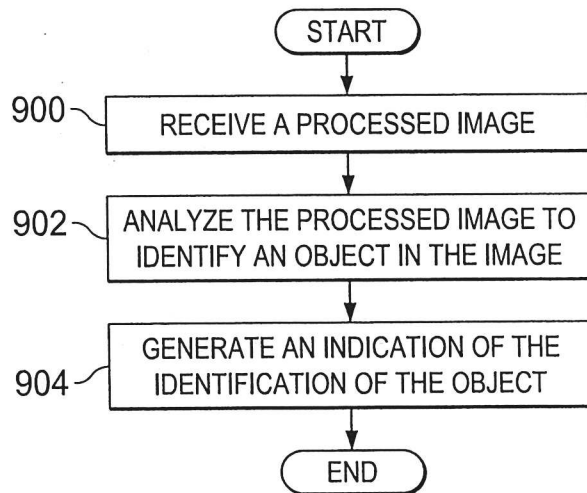 START
900
RECEIVE A PROCESSED IMAGE
902
ANALYZE THE PROCESSED IMAGE TO
IDENTIFY AN OBJECT IN THE IMAGE
904
GENERATE AN INDICATION OF THE
IDENTIFICATION OF THE OBJECT
END